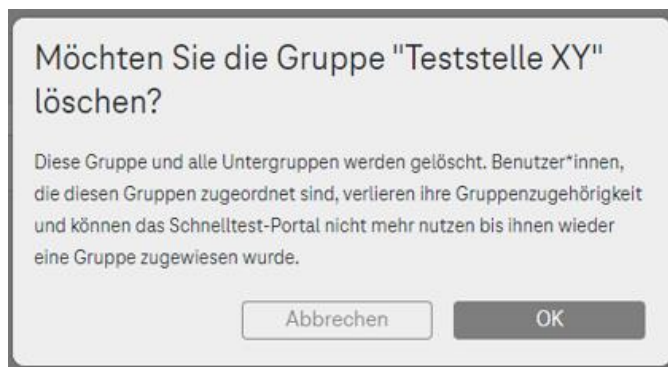 Möchten Sie die Gruppe "Teststelle XY"
löschen?
Diese Gruppe und alle Untergruppen werden gelöscht. Benutzer*innen,
die diesen Gruppen zugeordnet sind, verlieren ihre Gruppenzugehörigkeit
und können das Schnelltest-Portal nicht mehr nutzen bis ihnen wieder
eine Gruppe zugewiesen wurde.
Abbrechen OK